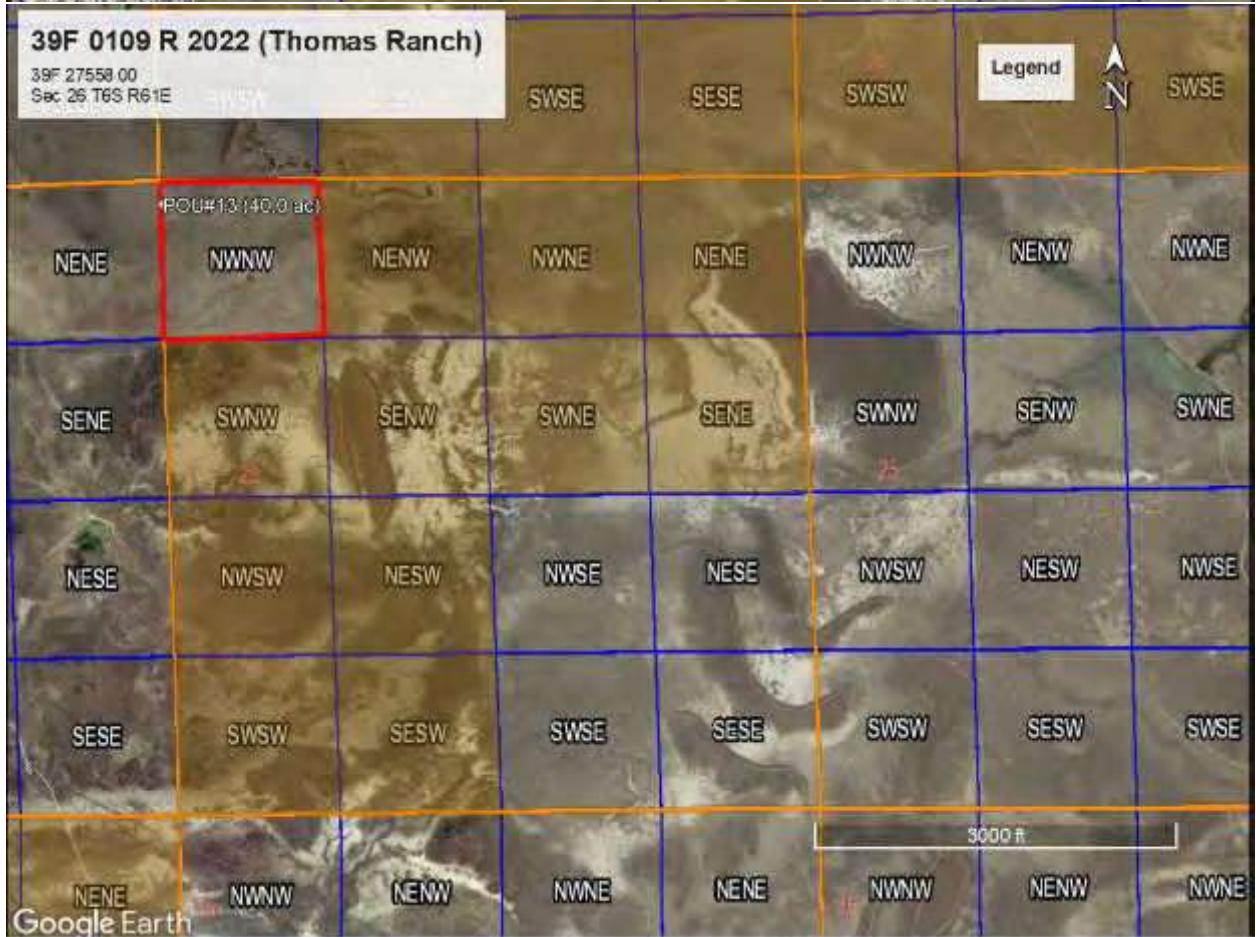 39F 0109 R 2022 (Thomas Ranch)
39F 27558 00
Sec 26 T6S R61E
Legend
N
SWSE SESE SWSW SWSE
POU#13 (40.0 ac)
NENE NWNW NENW NWNE NENE NWNW NENW NWNE
SENE SWNW SENW SWNE SENE SWNW SENW SWNE
25
NESE NWSW NESW NWSE NESE NWSW NESW NWSE
SESE SWSW SESW SWSE SESE SWSW SESW SWSE
3000 ft
NENE NWNW NENW NWNE NENE NWNW NENW NWNE
Google Earth